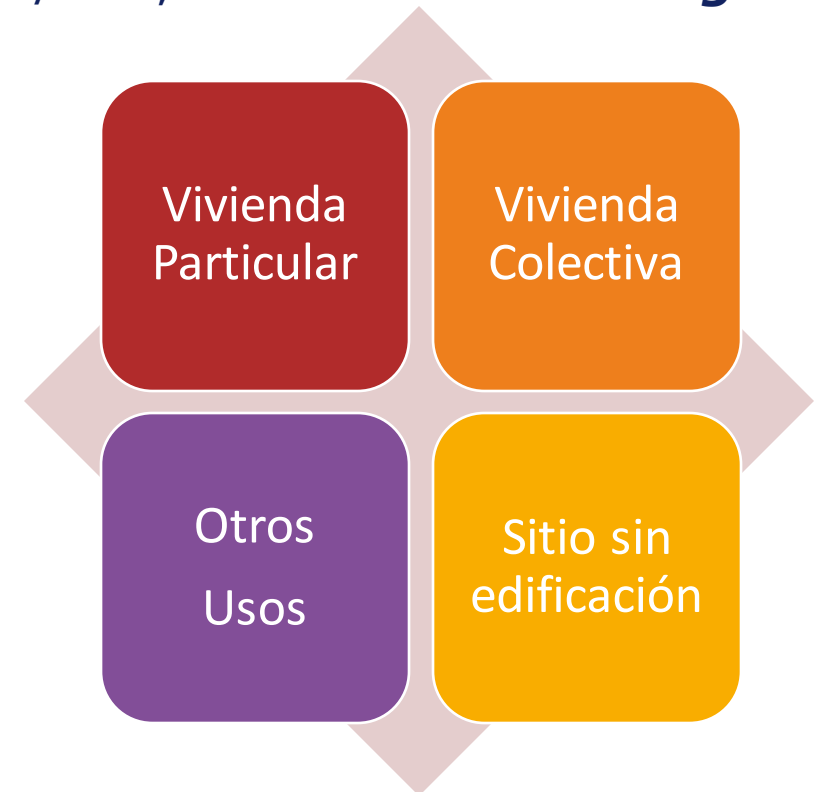 Vivienda
Particular
Vivienda
Colectiva
Otros
Usos
Sitio sin
edificación